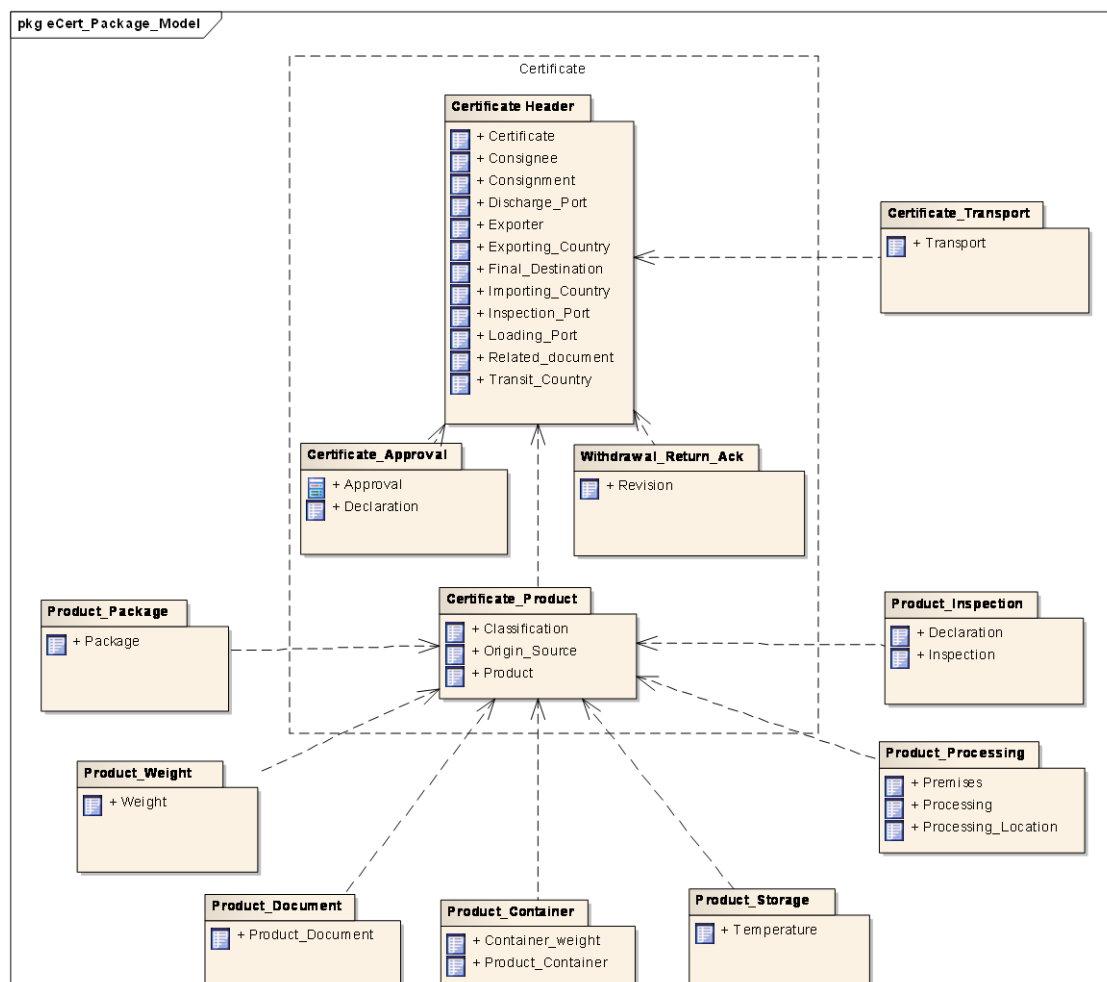 pkg eCert_Package_Model
Certificate
Certificate Header
+ Certificate
+ Consignee
+ Consignment
+ Discharge_Port
+ Exporter
+ Exporting_Country
+ Final_Destination
+ Importing_Country
+ Inspection_Port
+ Loading_Port
+ Related_document
+ Transit_Country
Certificate_Transport
+ Transport
Certificate_Approval
+ Approval
+ Declaration
Withdrawal_Return_Ack
+ Revision
Product_Package
+ Package
Certificate_Product
+ Classification
+ Origin_Source
+ Product
Product_Inspection
+ Declaration
+ Inspection
Product_Weight
+ Weight
Product_Processing
+ Premises
+ Processing
+ Processing_Location
Product_Document
+ Product_Document
Product_Container
+ Container_weight
+ Product_Container
Product_Storage
+ Temperature